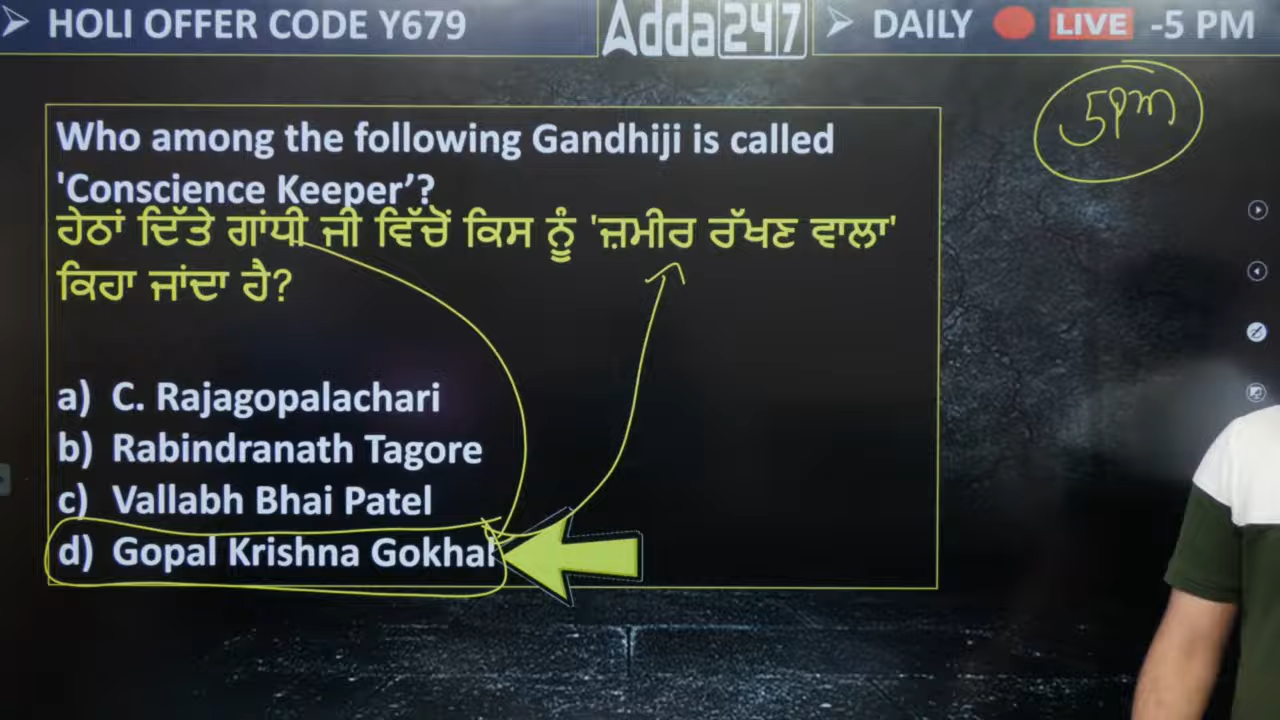 HOLI OFFER CODE Y679
Adda247
DAILY LIVE -5 PM
5pm
Who among the following Gandhiji is called
'Conscience Keeper’?
ਹੇਠਾਂ ਦਿੱਤੇ ਗਾਂਧੀ ਜੀ ਵਿੱਚੋਂ ਕਿਸ ਨੂੰ 'ਜ਼ਮੀਰ ਰੱਖਣ ਵਾਲਾ'
ਕਿਹਾ ਜਾਂਦਾ ਹੈ?
a) C. Rajagopalachari
b) Rabindranath Tagore
c) Vallabh Bhai Patel
d) Gopal Krishna Gokhal